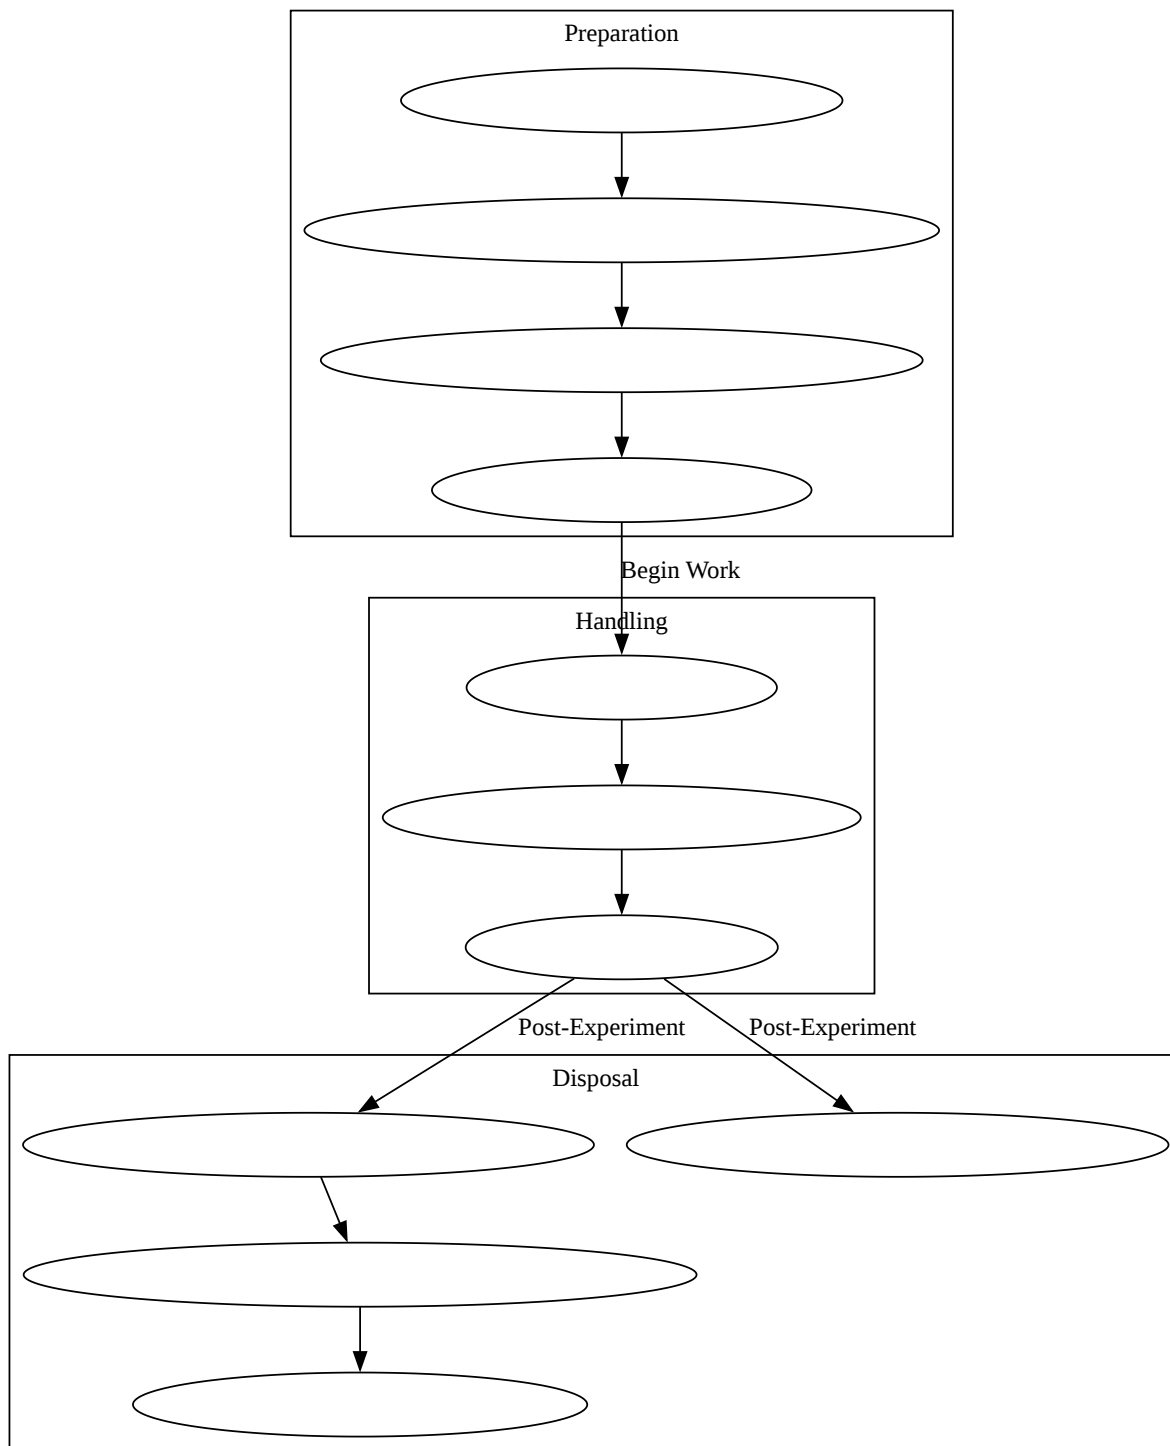 Preparation
Begin Work
Handling
Post-Experiment
Post-Experiment
Disposal